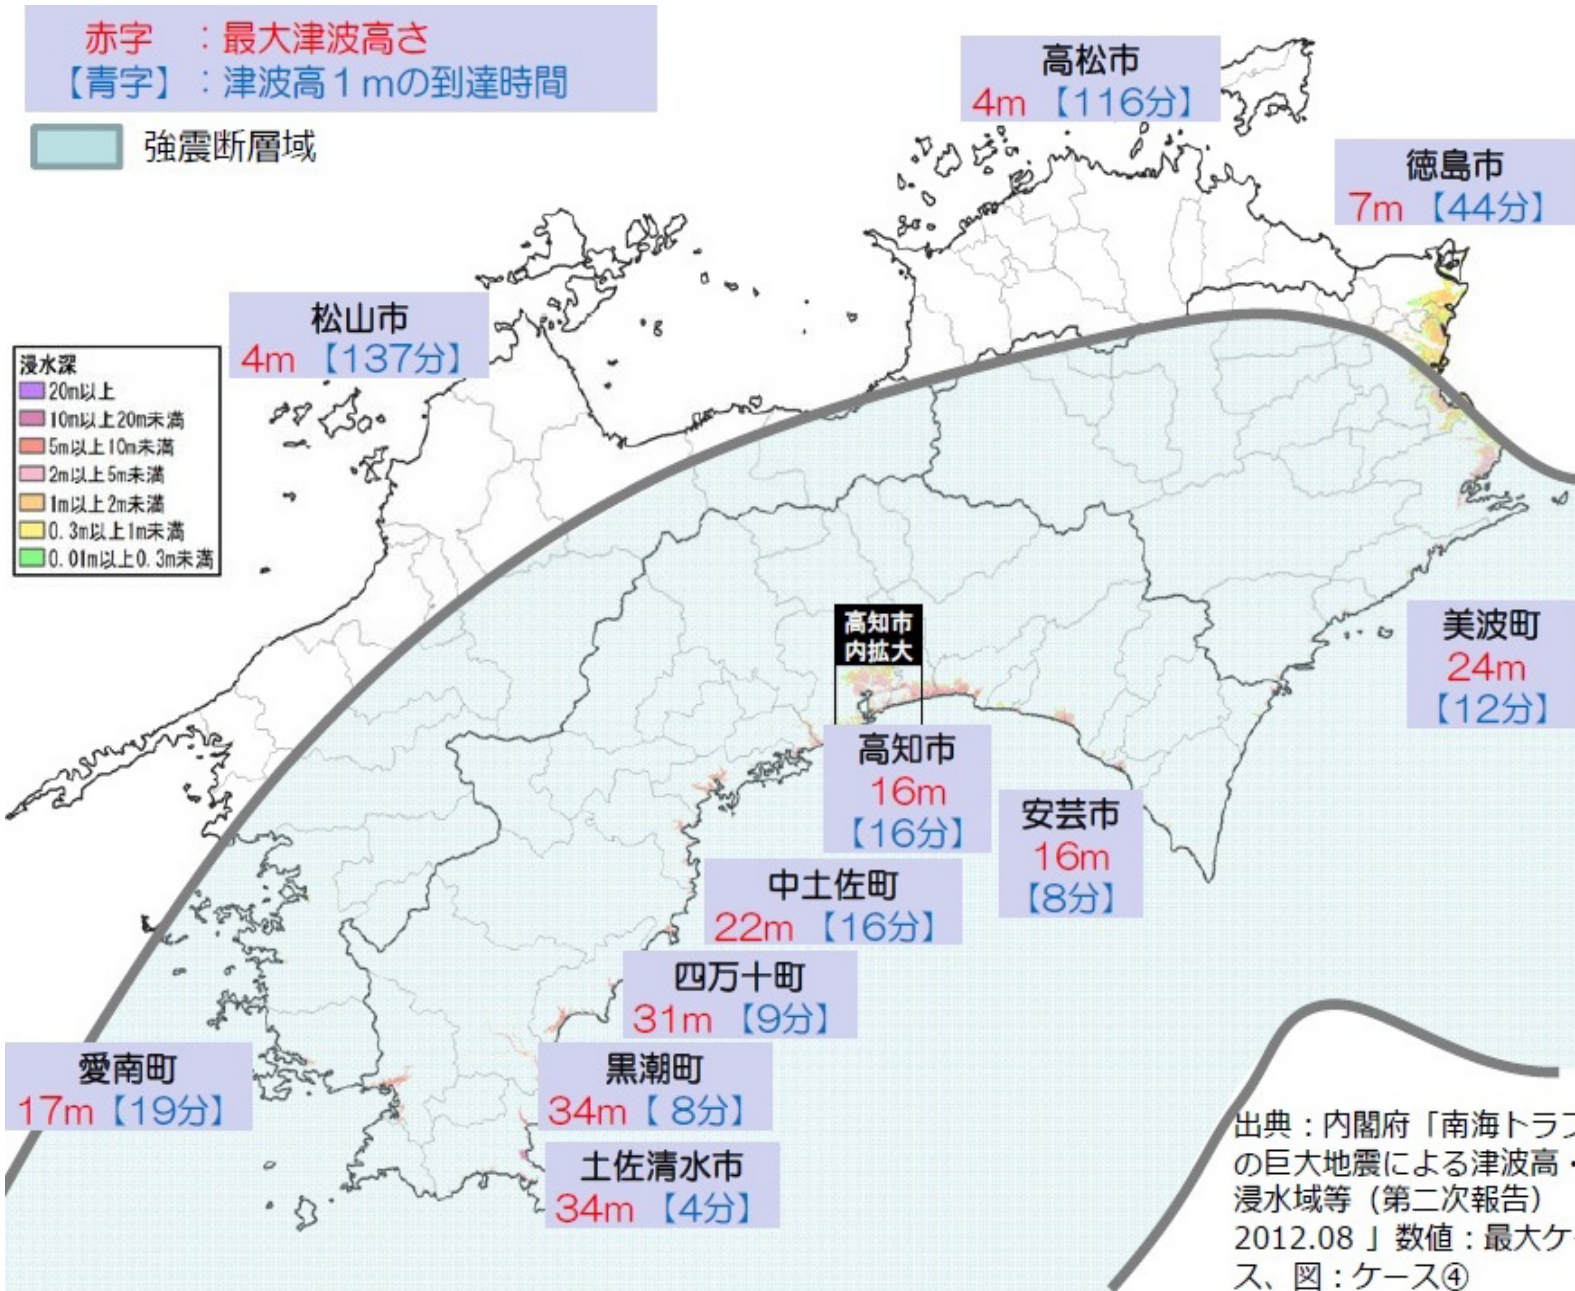 赤字 ：最大津波高さ
【青字】：津波高１ｍの到達時間
強震断層域
高松市
4m 【116分】
徳島市
7m 【44分】
松山市
4m 【137分】
浸水深
20m以上
10m以上20m未満
5m以上10m未満
2m以上5m未満
1m以上2m未満
0.3m以上1m未満
0.01m以上0.3m未満
高知市
内拡大
美波町
24m
【12分】
高知市
16m
【16分】
安芸市
16m
【8分】
中土佐町
22m 【16分】
四万十町
31m 【9分】
愛南町
17m【19分】
黒潮町
34m【 8分】
土佐清水市
34m 【4分】
出典：内閣府「南海トラフ
の巨大地震による津波高・
浸水域等（第二次報告）
2012.08 」数値：最大ケー
ス、図：ケース④